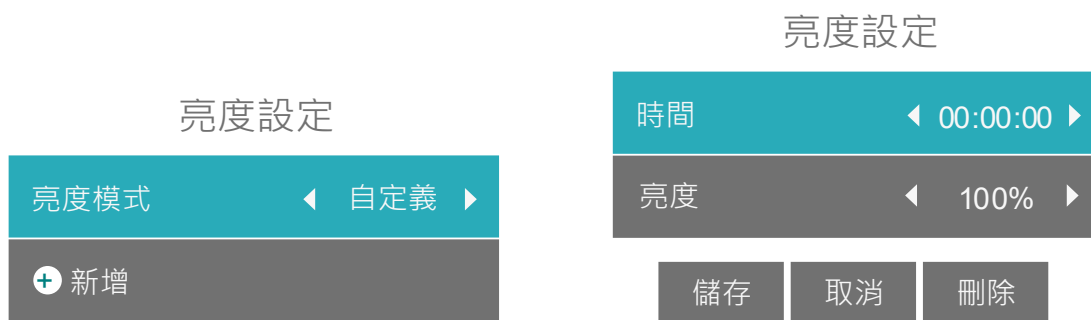 亮度設定
亮度模式 自定義
新增
亮度設定
時間 00:00:00
亮度 100%
儲存 取消 刪除